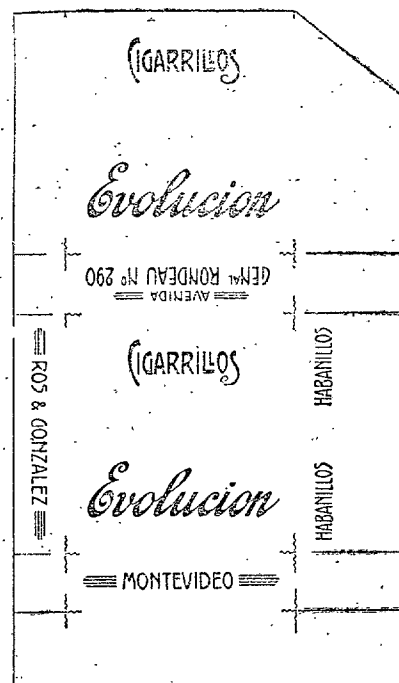 CIGARRILLOS
Evolucion
AVENIDA
GENAL RONDEAU Nº 290
CIGARRILLOS
HABANILLOS
ROS & GONZALEZ
Evolucion
HABANILLOS
MONTEVIDEO